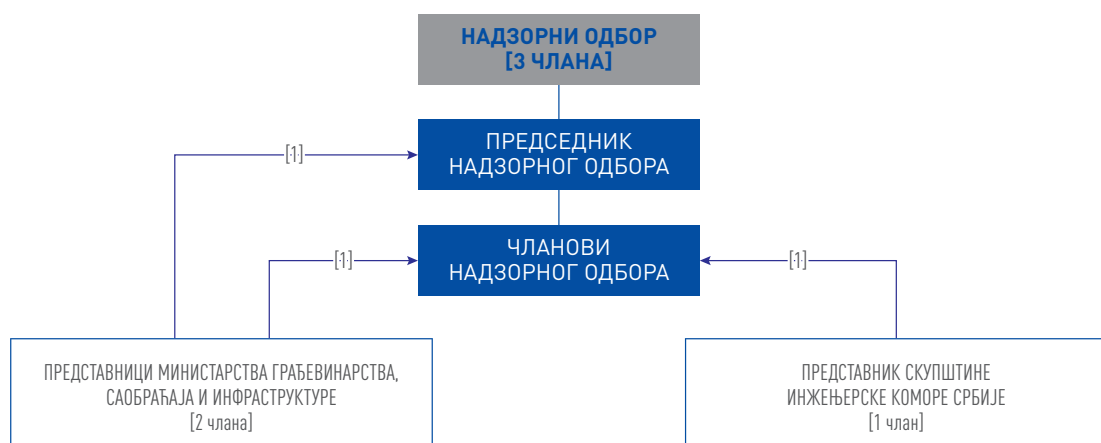 НАДЗОРНИ ОДБОР
[3 ЧЛАНА]
ПРЕДСЕДНИК
НАДЗОРНОГ ОДБОРА
[1]
ЧЛАНОВИ
НАДЗОРНОГ ОДБОРА
[1]
[1]
ПРЕДСТАВНИЦИ МИНИСТАРСТВА ГРАЂЕВИНАРСТВА,
САОБРАЋАЈА И ИНФРАСТРУКТУРЕ
[2 члана]
ПРЕДСТАВНИК СКУПШТИНЕ
ИНЖЕЊЕРСКЕ КОМОРЕ СРБИЈЕ
[1 члан]